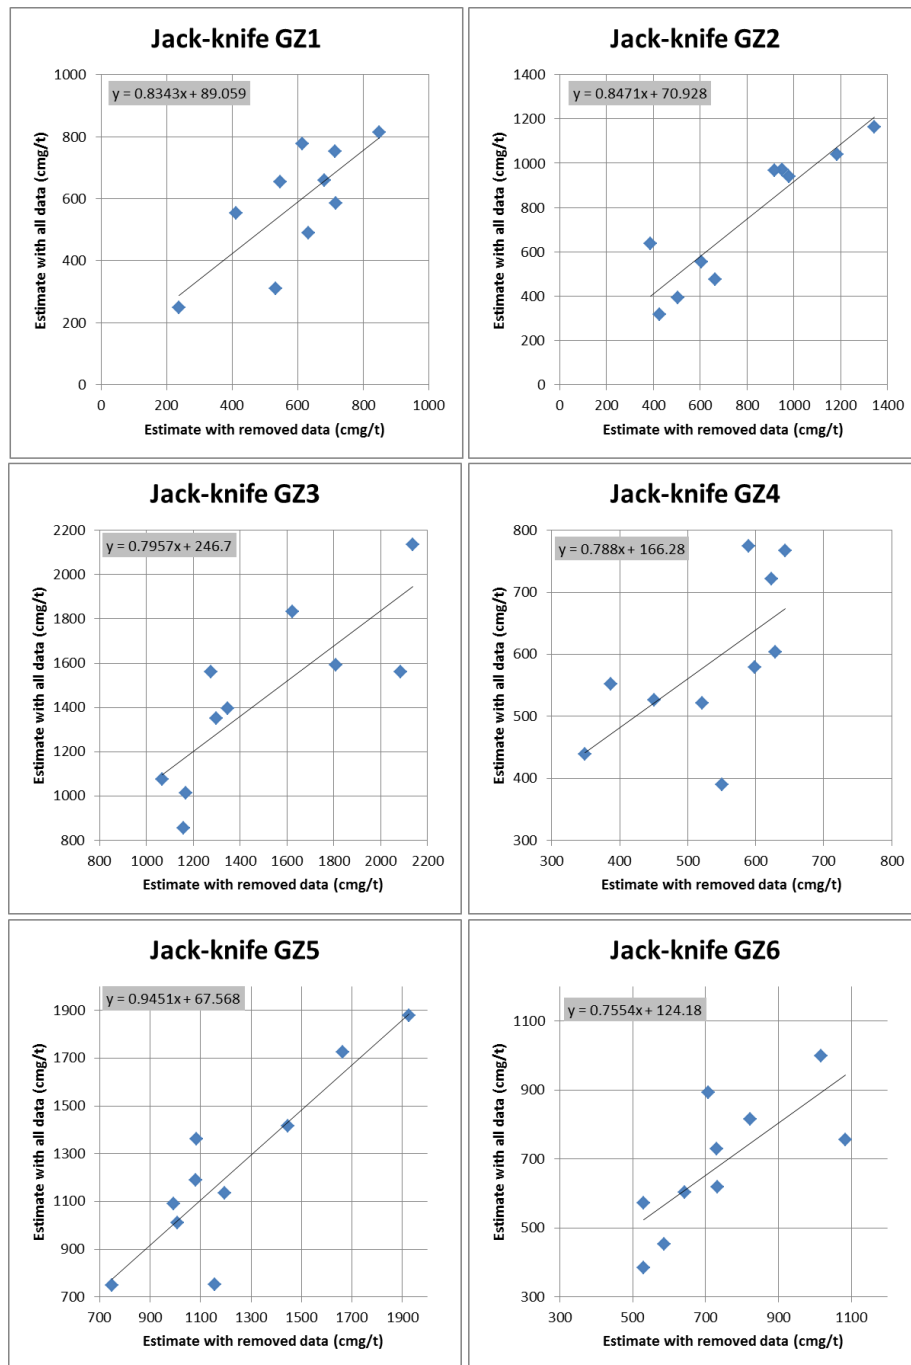 Jack-knife GZ1
y = 0.8343x + 89.059
Estimate with all data (cmg/t)
1000
800
600
400
200
0
0 200 400 600 800 1000
Estimate with removed data (cmg/t)
Jack-knife GZ2
y = 0.8471x + 70.928
Estimate with all data (cmg/t)
1400
1200
1000
800
600
400
200
0
0 200 400 600 800 1000 1200 1400
Estimate with removed data (cmg/t)
Jack-knife GZ3
y = 0.7957x + 246.7
Estimate with all data (cmg/t)
2200
2000
1800
1600
1400
1200
1000
800
800 1000 1200 1400 1600 1800 2000 2200
Estimate with removed data (cmg/t)
Jack-knife GZ4
y = 0.788x + 166.28
Estimate with all data (cmg/t)
800
700
600
500
400
300
300 400 500 600 700 800
Estimate with removed data (cmg/t)
Jack-knife GZ5
y = 0.9451x + 67.568
Estimate with all data (cmg/t)
1900
1700
1500
1300
1100
900
700
700 900 1100 1300 1500 1700 1900
Estimate with removed data (cmg/t)
Jack-knife GZ6
y = 0.7554x + 124.18
Estimate with all data (cmg/t)
1100
900
700
500
300
300 500 700 900 1100
Estimate with removed data (cmg/t)